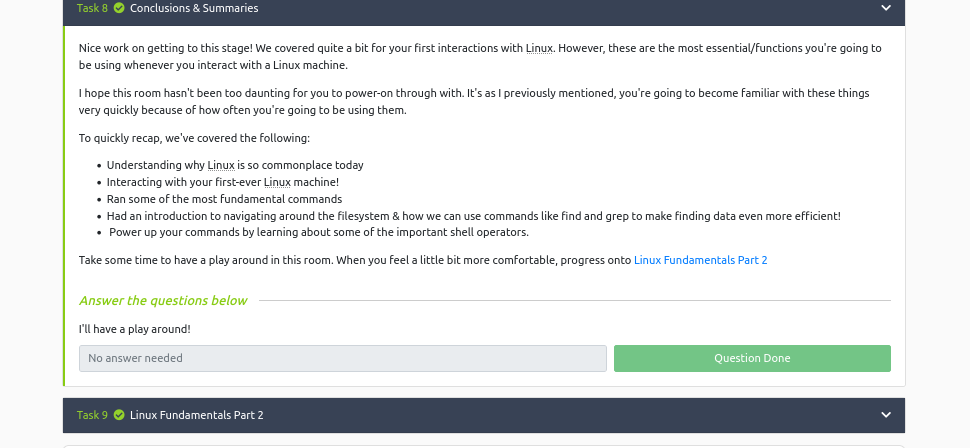 Task 8 Conclusions & Summaries
Nice work on getting to this stage! We covered quite a bit for your first interactions with Linux. However, these are the most essential/functions you're going to
be using whenever you interact with a Linux machine.
I hope this room hasn't been too daunting for you to power-on through with. It's as I previously mentioned, you're going to become familiar with these things
very quickly because of how often you're going to be using them.
To quickly recap, we've covered the following:
• Understanding why Linux is so commonplace today
• Interacting with your first-ever Linux machine!
• Ran some of the most fundamental commands
• Had an introduction to navigating around the filesystem & how we can use commands like find and grep to make finding data even more efficient!
• Power up your commands by learning about some of the important shell operators.
Take some time to have a play around in this room. When you feel a little bit more comfortable, progress onto Linux Fundamentals Part 2
Answer the questions below
I'll have a play around!
No answer needed
Question Done
Task 9 Linux Fundamentals Part 2